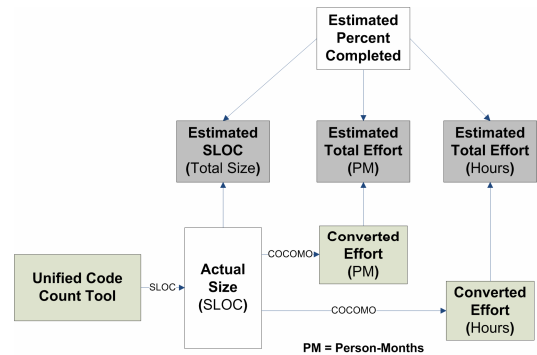 Estimated
Percent
Completed
Estimated
SLOC
(Total Size)
Estimated
Total Effort
(PM)
Estimated
Total Effort
(Hours)
Unified Code
Count Tool
SLOC
Actual
Size
(SLOC)
COCOMO
Converted
Effort
(PM)
COCOMO
Converted
Effort
(Hours)
PM = Person-Months